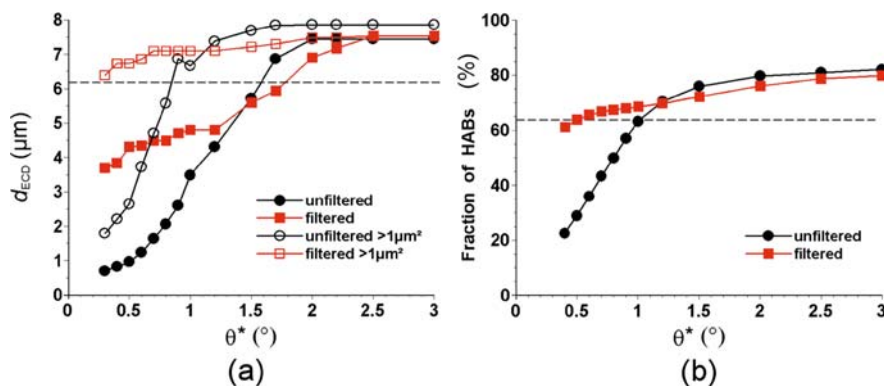 8
7
6
5
4
3
2
1
0
d_ECD (µm)
unfiltered
filtered
unfiltered >1µm²
filtered >1µm²
0 0.5 1 1.5 2 2.5 3
θ* (°)
(a)
100
80
60
40
20
0
Fraction of HABs (%)
unfiltered
filtered
0 0.5 1 1.5 2 2.5 3
θ* (°)
(b)